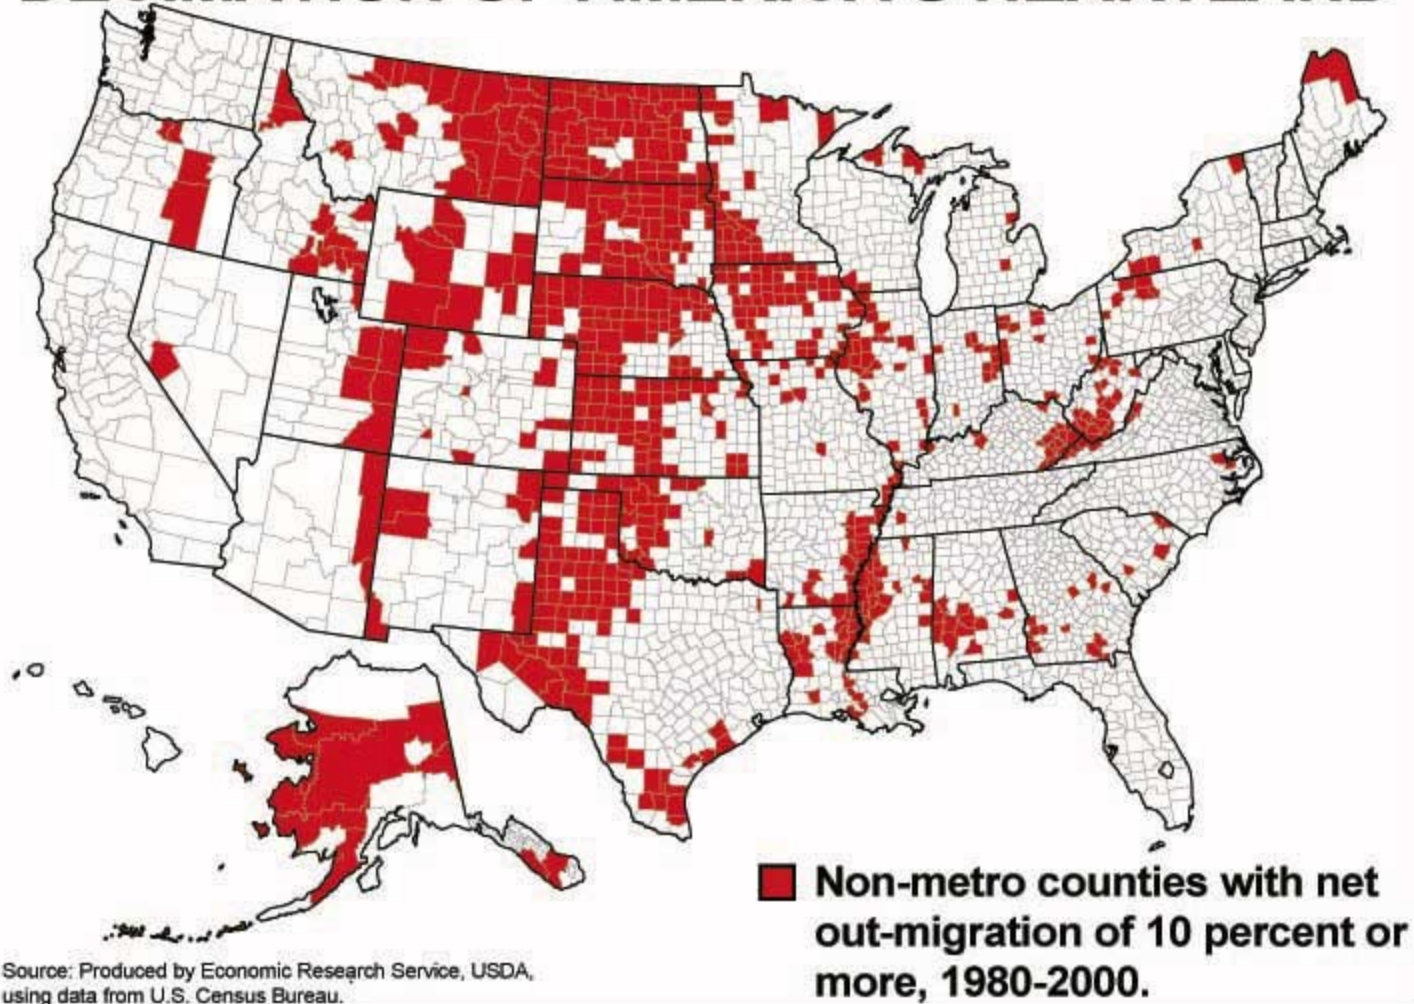 Non-metro counties with net
out-migration of 10 percent or
more, 1980-2000.
Source: Produced by Economic Research Service, USDA,
using data from U.S. Census Bureau.